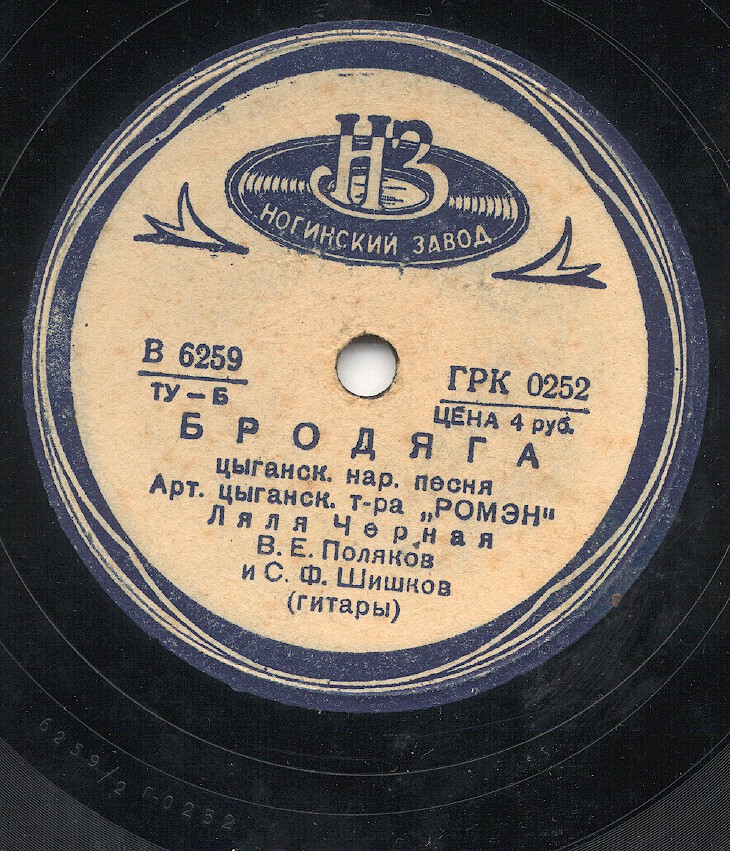 НЗ
НОГИНСКИЙ ЗАВОД
В 6259
ТУ – Б
ГРК 0252
ЦЕНА 4 руб.
БРОДЯГА
цыганск. нар. песня
Арт. цыганск. т-ра „РОМЭН"
Ляля Черная
В. Е. Поляков
и С. Ф. Шишков
(гитары)
6259/2 Г-0252